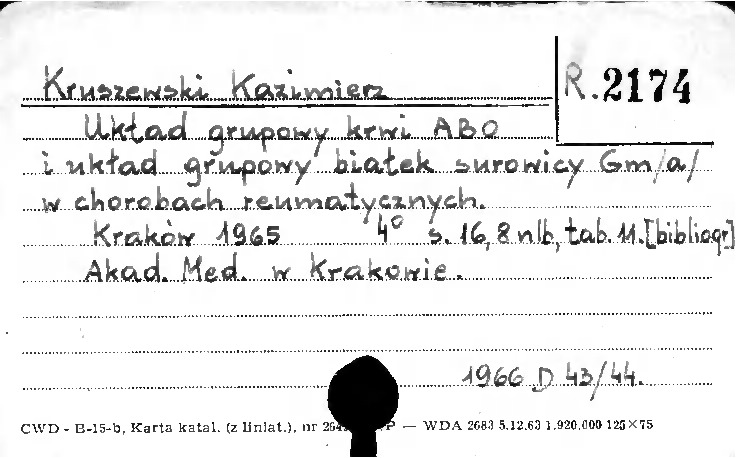 Kruszewski Kazimierz
R.2174
Układ grupowy krwi ABO
i układ grupowy białek surowicy Gm/a/
w chorobach reumatycznych.
Kraków 1965 4° s. 16, 8 nlb, tab. 11. [bibliogr]
Akad. Med. w Krakowie.
1966 D 43/44.
CWD - B-15-b, Karta katal. (z liniat.), nr — WDA 2683 5.12.63 1.920.000 125×75